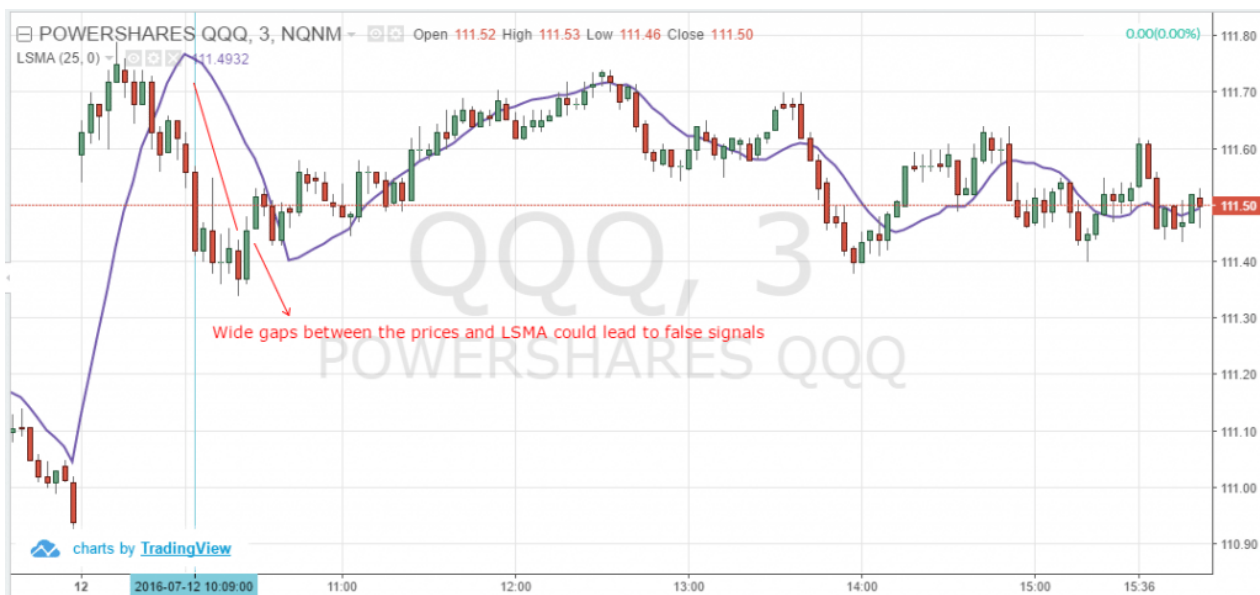 POWERSHARES QQQ, 3, NQNM Open 111.52 High 111.53 Low 111.46 Close 111.50 0.00(0.00%)
LSMA (25, 0) 111.4932
111.80
111.70
111.60
111.50
111.40
111.30
111.20
111.10
111.00
110.90
QQQ, 3
Wide gaps between the prices and LSMA could lead to false signals
POWERSHARES QQQ
charts by TradingView
12 2016-07-12 10:09:00 11:00 12:00 13:00 14:00 15:00 15:36